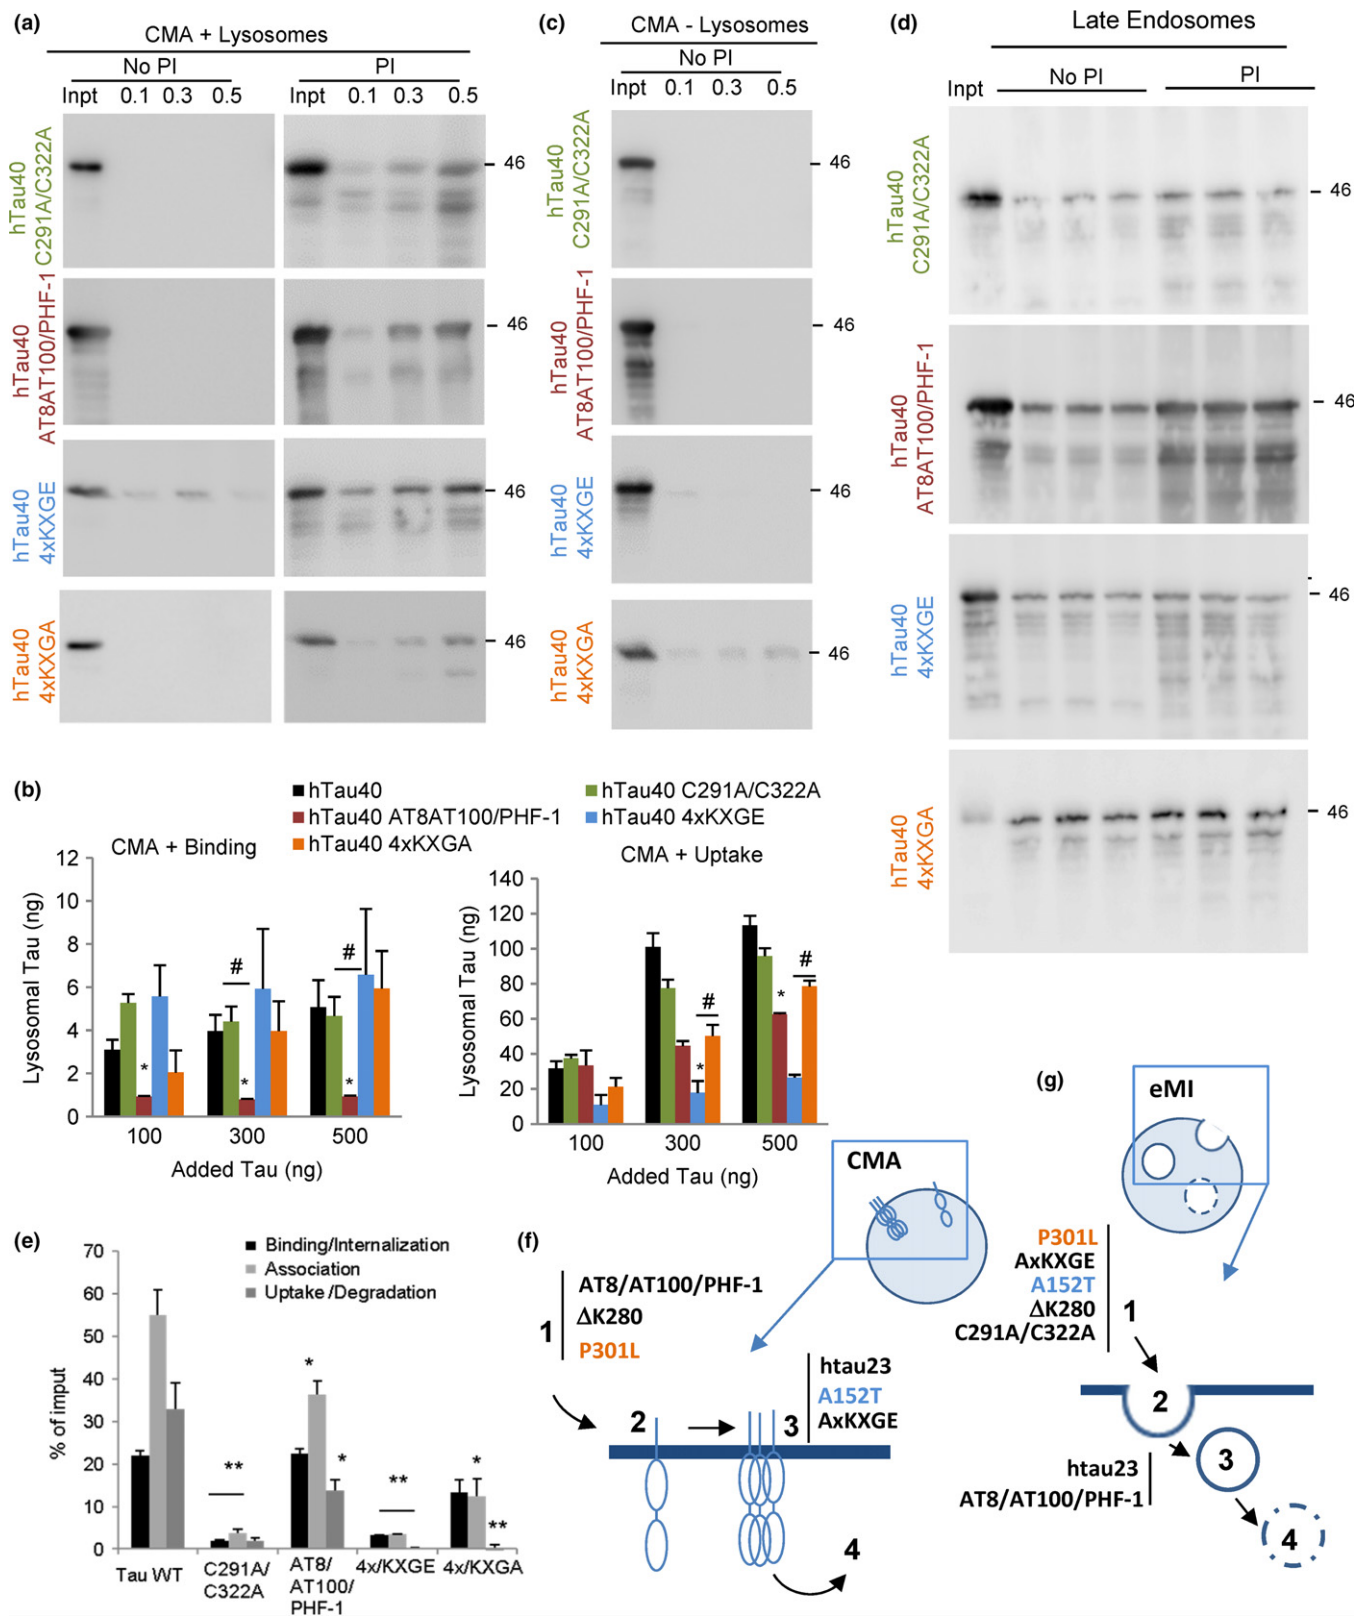 (a)
CMA + Lysosomes
No PI
PI
Inpt 0.1 0.3 0.5
Inpt 0.1 0.3 0.5
hTau40
C291A/C322A
46
hTau40
AT8AT100/PHF-1
46
hTau40
4xKXGE
46
hTau40
4xKXGA
46
(c)
CMA - Lysosomes
No PI
Inpt 0.1 0.3 0.5
hTau40
C291A/C322A
46
hTau40
AT8AT100/PHF-1
46
hTau40
4xKXGE
46
hTau40
4xKXGA
46
(d)
Late Endosomes
Inpt
No PI
PI
hTau40
C291A/C322A
46
hTau40
AT8AT100/PHF-1
46
hTau40
4xKXGE
46
hTau40
4xKXGA
46
(b)
hTau40
hTau40 C291A/C322A
hTau40 AT8AT100/PHF-1
hTau40 4xKXGE
hTau40 4xKXGA
CMA + Binding
Lysosomal Tau (ng)
12
10
8
6
4
2
0
*
#
*
#
*
100 300 500
Added Tau (ng)
CMA + Uptake
Lysosomal Tau (ng)
140
120
100
80
60
40
20
0
#
*
#
*
100 300 500
Added Tau (ng)
(e)
Binding/Internalization
Association
Uptake /Degradation
% of imput
70
60
50
40
30
20
10
0
**
*
*
**
*
**
Tau WT
C291A/
C322A
AT8/
AT100/
PHF-1
4x/KXGE
4x/KXGA
(f)
CMA
1
AT8/AT100/PHF-1
ΔK280
P301L
2
3
htau23
A152T
AxKXGE
4
(g)
eMI
P301L
AxKXGE
A152T
ΔK280
C291A/C322A
1
2
3
htau23
AT8/AT100/PHF-1
4